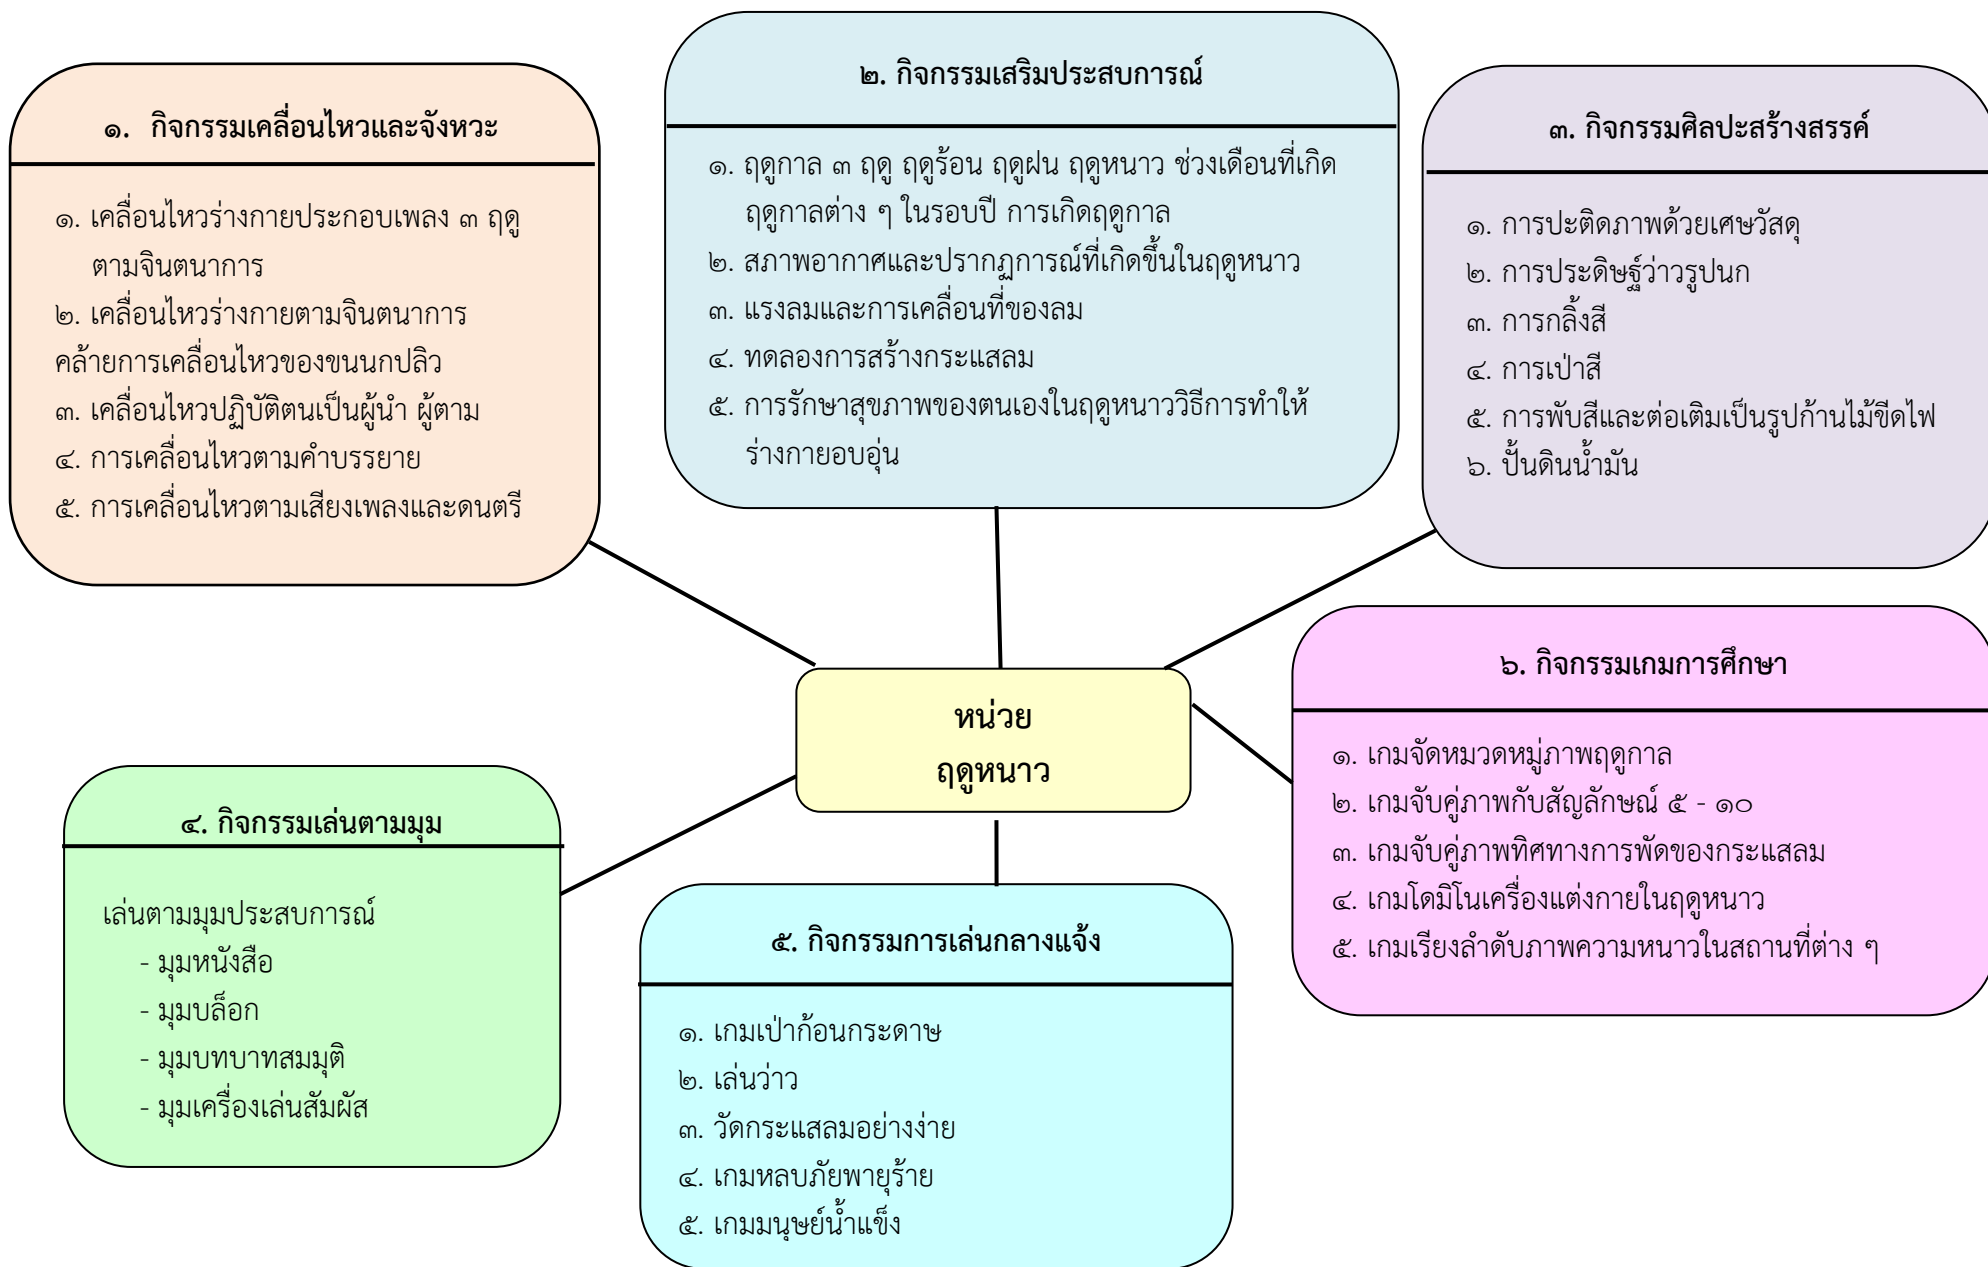 ๑. กิจกรรมเคลื่อนไหวและจังหวะ
๑. เคลื่อนไหวร่างกายประกอบเพลง ๓ ฤดู
ตามจินตนาการ
๒. เคลื่อนไหวร่างกายตามจินตนาการ
คล้ายการเคลื่อนไหวของขนนกปลิว
๓. เคลื่อนไหวปฏิบัติตนเป็นผู้นำ ผู้ตาม
๔. การเคลื่อนไหวตามคำบรรยาย
๕. การเคลื่อนไหวตามเสียงเพลงและดนตรี
๒. กิจกรรมเสริมประสบการณ์
๑. ฤดูกาล ๓ ฤดู ฤดูร้อน ฤดูฝน ฤดูหนาว ช่วงเดือนที่เกิด
ฤดูกาลต่าง ๆ ในรอบปี การเกิดฤดูกาล
๒. สภาพอากาศและปรากฏการณ์ที่เกิดขึ้นในฤดูหนาว
๓. แรงลมและการเคลื่อนที่ของลม
๔. ทดลองการสร้างกระแสลม
๕. การรักษาสุขภาพของตนเองในฤดูหนาววิธีการทำให้
ร่างกายอบอุ่น
๓. กิจกรรมศิลปะสร้างสรรค์
๑. การปะติดภาพด้วยเศษวัสดุ
๒. การประดิษฐ์ว่าวรูปนก
๓. การกลิ้งสี
๔. การเป่าสี
๕. การพับสีและต่อเติมเป็นรูปก้านไม้ขีดไฟ
๖. ปั้นดินน้ำมัน
หน่วย
ฤดูหนาว
๔. กิจกรรมเล่นตามมุม
เล่นตามมุมประสบการณ์
- มุมหนังสือ
- มุมบล็อก
- มุมบทบาทสมมุติ
- มุมเครื่องเล่นสัมผัส
๕. กิจกรรมการเล่นกลางแจ้ง
๑. เกมเป่าก้อนกระดาษ
๒. เล่นว่าว
๓. วัดกระแสลมอย่างง่าย
๔. เกมหลบภัยพายุร้าย
๕. เกมมนุษย์น้ำแข็ง
๖. กิจกรรมเกมการศึกษา
๑. เกมจัดหมวดหมู่ภาพฤดูกาล
๒. เกมจับคู่ภาพกับสัญลักษณ์ ๕ - ๑๐
๓. เกมจับคู่ภาพทิศทางการพัดของกระแสลม
๔. เกมโดมิโนเครื่องแต่งกายในฤดูหนาว
๕. เกมเรียงลำดับภาพความหนาวในสถานที่ต่าง ๆ